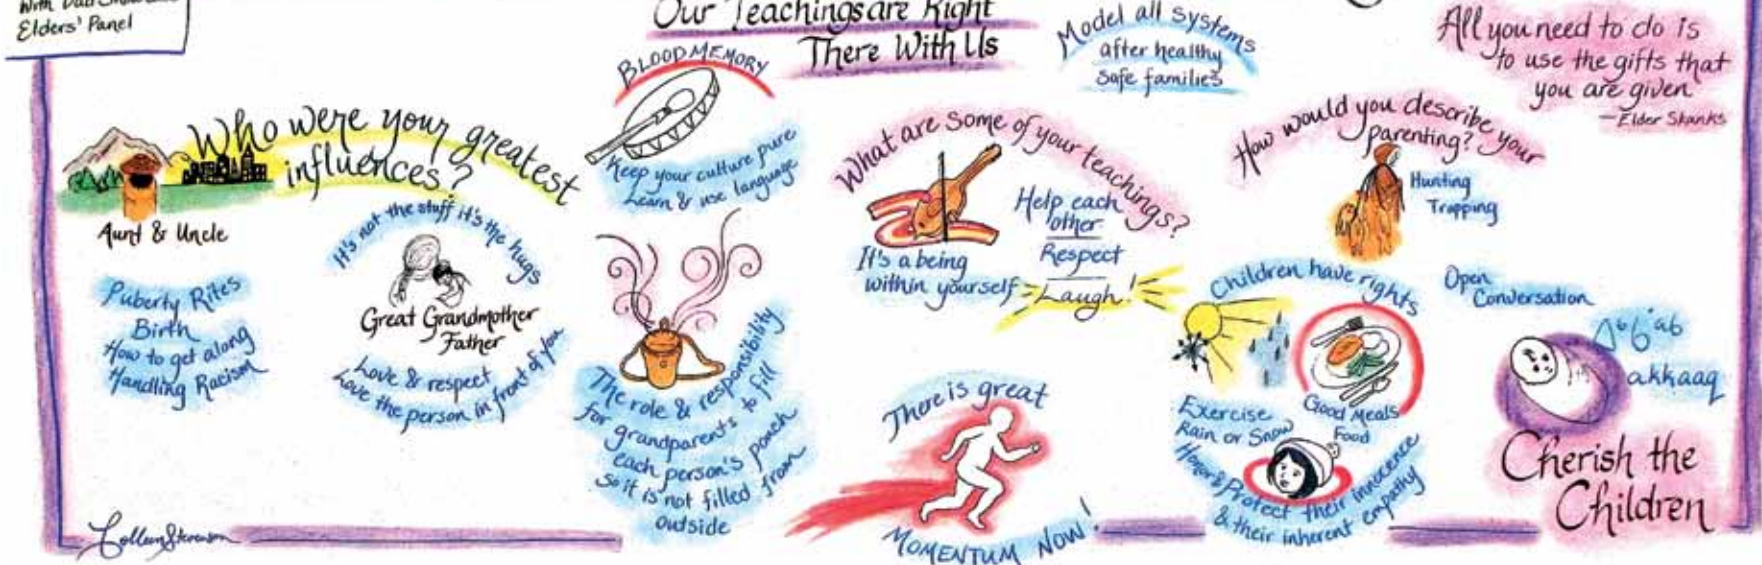 Elders' Panel
Our Teachings are Right
There With Us
Model all systems
after healthy
safe families
All you need to do is
to use the gifts that
you are given
- Elder Skanks
BLOOD MEMORY
Keep your culture pure
Learn & use language
Who were your greatest
influences?
Aunt & Uncle
Puberty Rites
Birth
How to get along
Handling Racism
It's not the stuff it's the hugs
Great Grandmother
Father
Love & respect
Love the person in front of you
The role & responsibility
for grandparents to fill
each person's pouch
so it is not filled from
outside
What are some of your teachings?
It's a being
within yourself
Help each
other
Respect
Laugh!
There is great
MOMENTUM NOW!
How would you describe your
parenting?
Hunting
Trapping
Children have rights
Open
Conversation
Exercise
Rain or Snow
Good Meals
Food
Honor & Protect their innocence
& their inherent empathy
akkaaq
Cherish the
Children
Colleen Stevenson